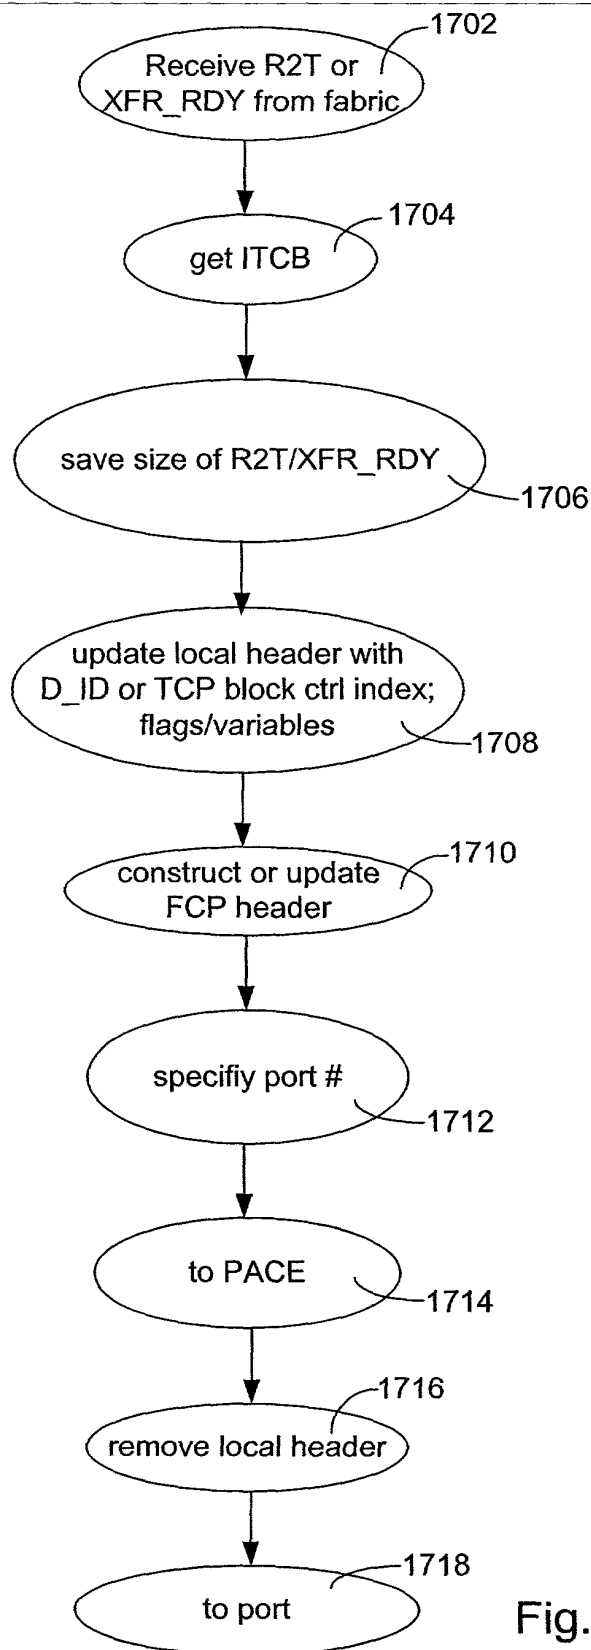 1702
Receive R2T or
XFR_RDY from fabric
1704
get ITCB
save size of R2T/XFR_RDY
1706
update local header with
D_ID or TCP block ctrl index;
flags/variables
1708
1710
construct or update
FCP header
specifiy port #
1712
to PACE
1714
1716
remove local header
1718
to port
Fig.